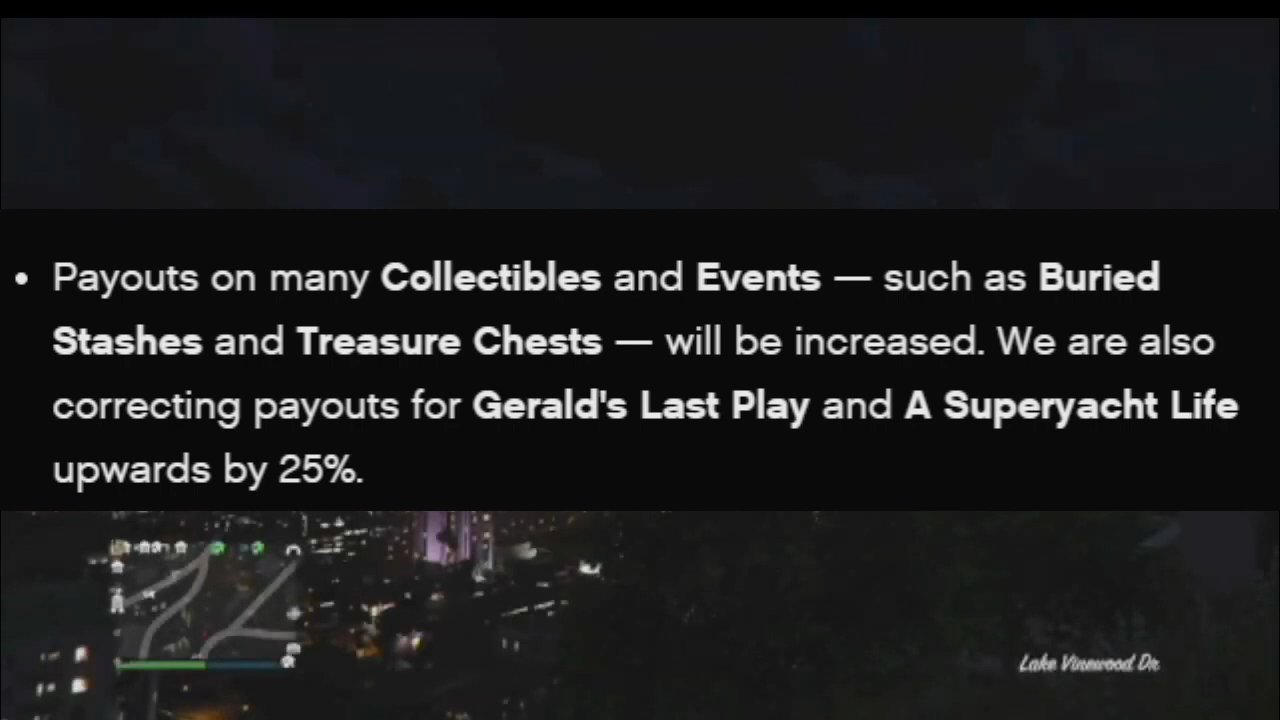 • Payouts on many Collectibles and Events — such as Buried
Stashes and Treasure Chests — will be increased. We are also
correcting payouts for Gerald's Last Play and A Superyacht Life
upwards by 25%.
Lake Vinewood Dr